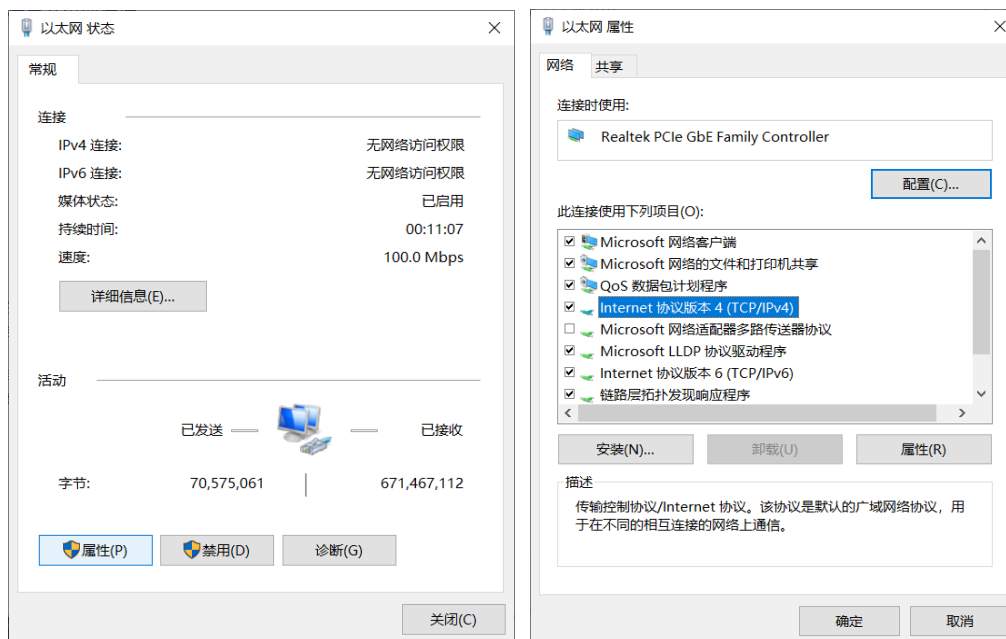 以太网 状态
常规
连接
IPv4 连接: 无网络访问权限
IPv6 连接: 无网络访问权限
媒体状态: 已启用
持续时间: 00:11:07
速度: 100.0 Mbps
详细信息(E)...
活动
已发送 已接收
字节: 70,575,061 671,467,112
属性(P) 禁用(D) 诊断(G)
关闭(C)
以太网 属性
网络 共享
连接时使用:
Realtek PCIe GbE Family Controller
配置(C)...
此连接使用下列项目(O):
Microsoft 网络客户端
Microsoft 网络的文件和打印机共享
QoS 数据包计划程序
Internet 协议版本 4 (TCP/IPv4)
Microsoft 网络适配器多路传送器协议
Microsoft LLDP 协议驱动程序
Internet 协议版本 6 (TCP/IPv6)
链路层拓扑发现响应程序
安装(N)... 卸载(U) 属性(R)
描述
传输控制协议/Internet 协议。该协议是默认的广域网络协议，用
于在不同的相互连接的网络上通信。
确定 取消